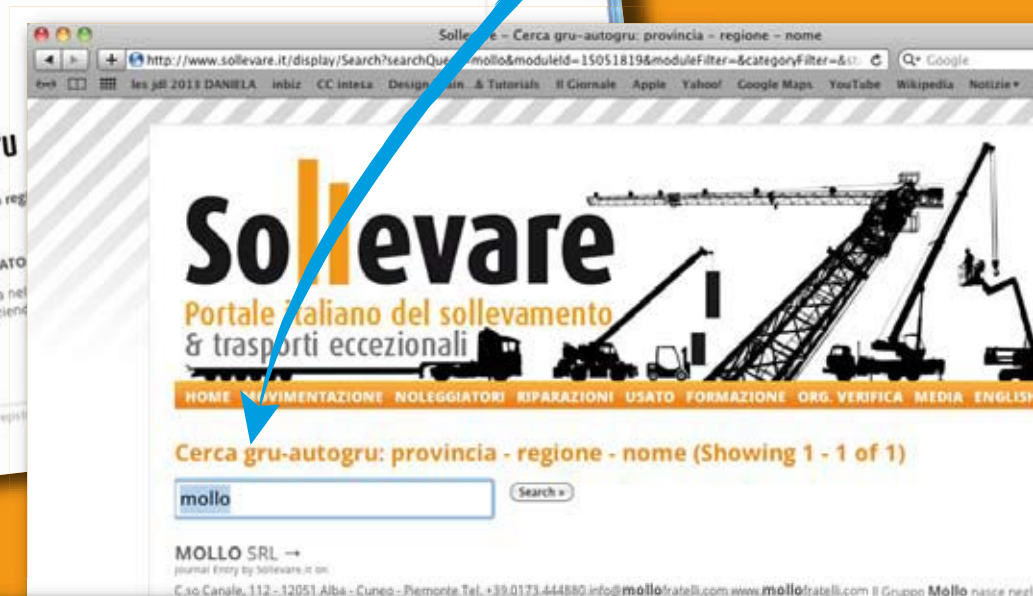 Sollevare – Cerca gru-autogru: provincia – regione – nome
http://www.sollevare.it/display/Search?searchQue mollo&moduleId=15051819&moduleFilter=&categoryFilter=&s
Google
les jdl 2013 DANIELA inbiz CC intesa Design & Tutorials Il Giornale Apple Yahoo! Google Maps YouTube Wikipedia Notizie
Sollevare
Portale italiano del sollevamento
& trasporti eccezionali
HOME MOVIMENTAZIONE NOLEGGIATORI RIPARAZIONI USATO FORMAZIONE ORG. VERIFICA MEDIA ENGLISH
Cerca gru-autogru: provincia - regione - nome (Showing 1 - 1 of 1)
mollo
Search »
MOLLO SRL →
Journal Entry by Sollevare.it on
C.so Canale, 112 - 12051 Alba - Cuneo - Piemonte Tel. +39.0173.444880 info@mollofratelli.com www.mollofratelli.com Il Gruppo Mollo nasce